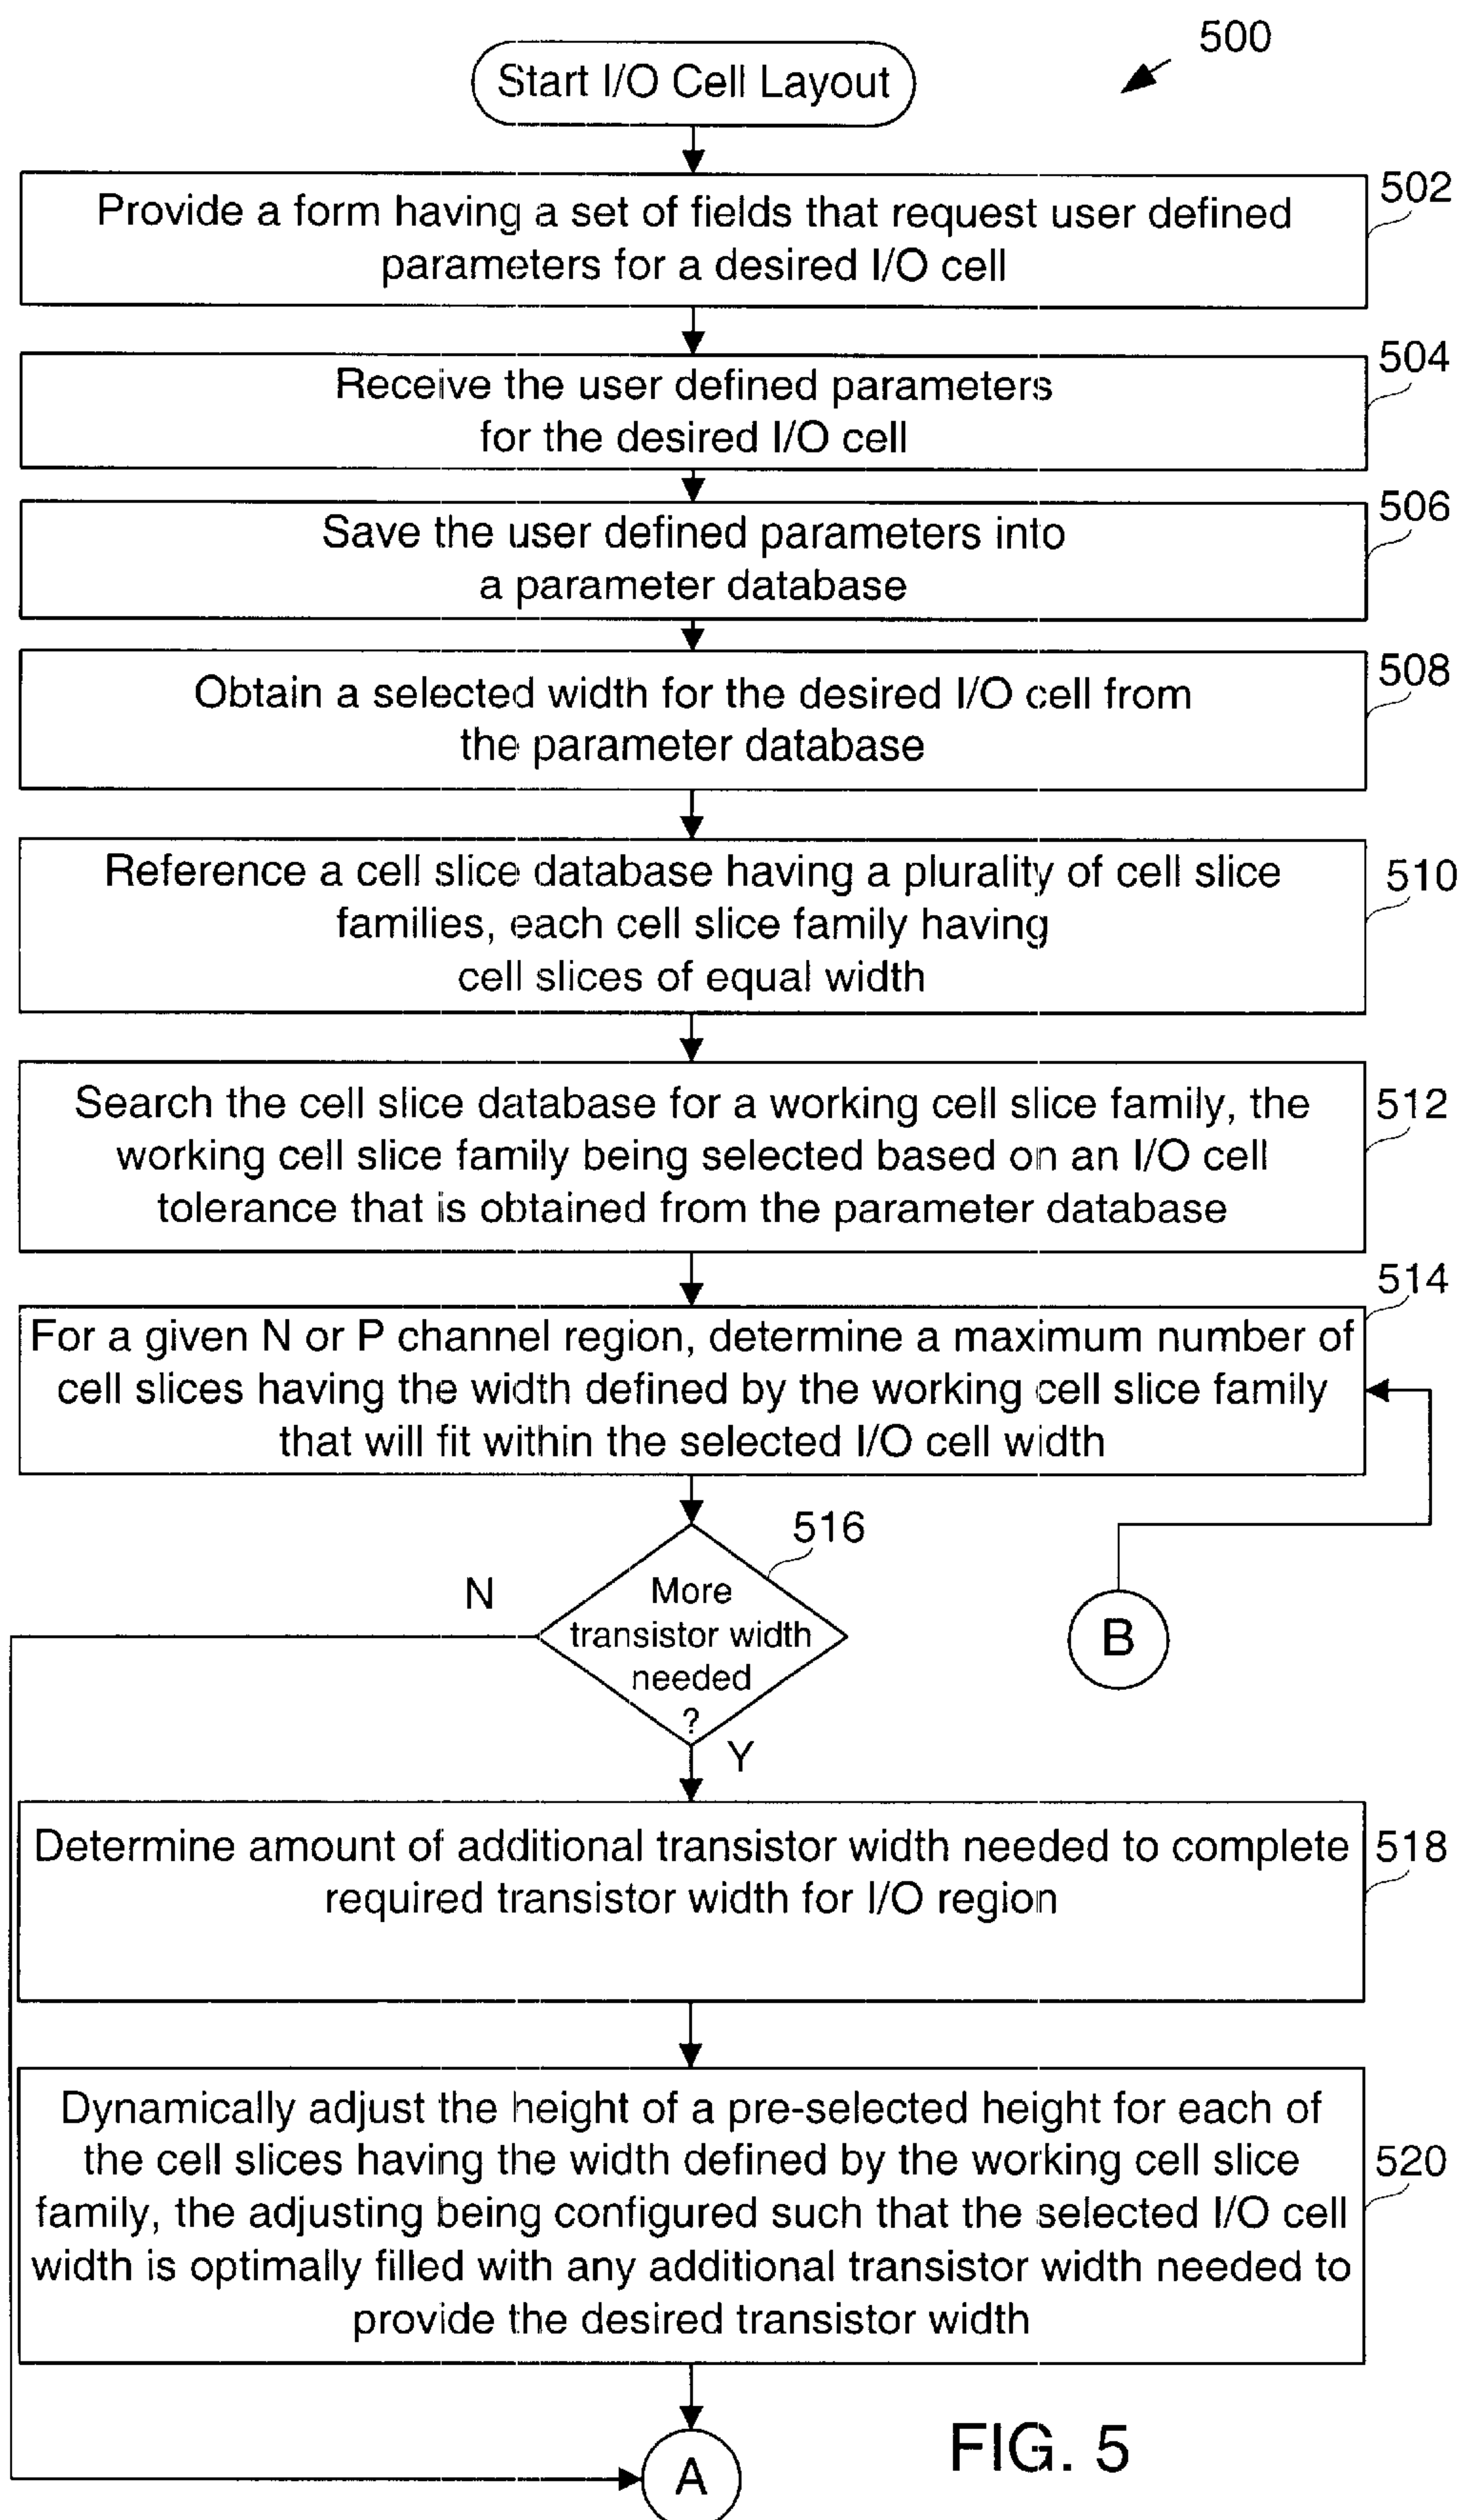 500
Start I/O Cell Layout
502
Provide a form having a set of fields that request user defined
parameters for a desired I/O cell
504
Receive the user defined parameters
for the desired I/O cell
506
Save the user defined parameters into
a parameter database
508
Obtain a selected width for the desired I/O cell from
the parameter database
510
Reference a cell slice database having a plurality of cell slice
families, each cell slice family having
cell slices of equal width
512
Search the cell slice database for a working cell slice family, the
working cell slice family being selected based on an I/O cell
tolerance that is obtained from the parameter database
514
For a given N or P channel region, determine a maximum number of
cell slices having the width defined by the working cell slice family
that will fit within the selected I/O cell width
516
N
More
transistor width
needed
?
B
Y
Determine amount of additional transistor width needed to complete
518
required transistor width for I/O region
Dynamically adjust the height of a pre-selected height for each of
the cell slices having the width defined by the working cell slice
520
family, the adjusting being configured such that the selected I/O cell
width is optimally filled with any additional transistor width needed to
provide the desired transistor width
FIG. 5
A